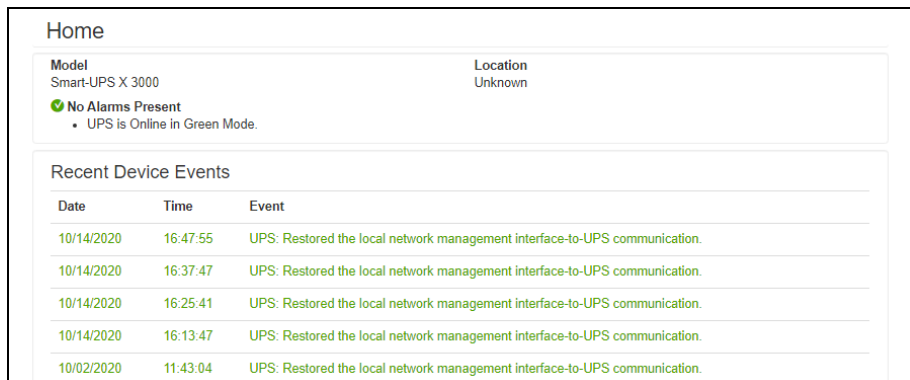 Home
Model Location
Smart-UPS X 3000 Unknown
No Alarms Present
• UPS is Online in Green Mode.
Recent Device Events
Date Time Event
10/14/2020 16:47:55 UPS: Restored the local network management interface-to-UPS communication.
10/14/2020 16:37:47 UPS: Restored the local network management interface-to-UPS communication.
10/14/2020 16:25:41 UPS: Restored the local network management interface-to-UPS communication.
10/14/2020 16:13:47 UPS: Restored the local network management interface-to-UPS communication.
10/02/2020 11:43:04 UPS: Restored the local network management interface-to-UPS communication.